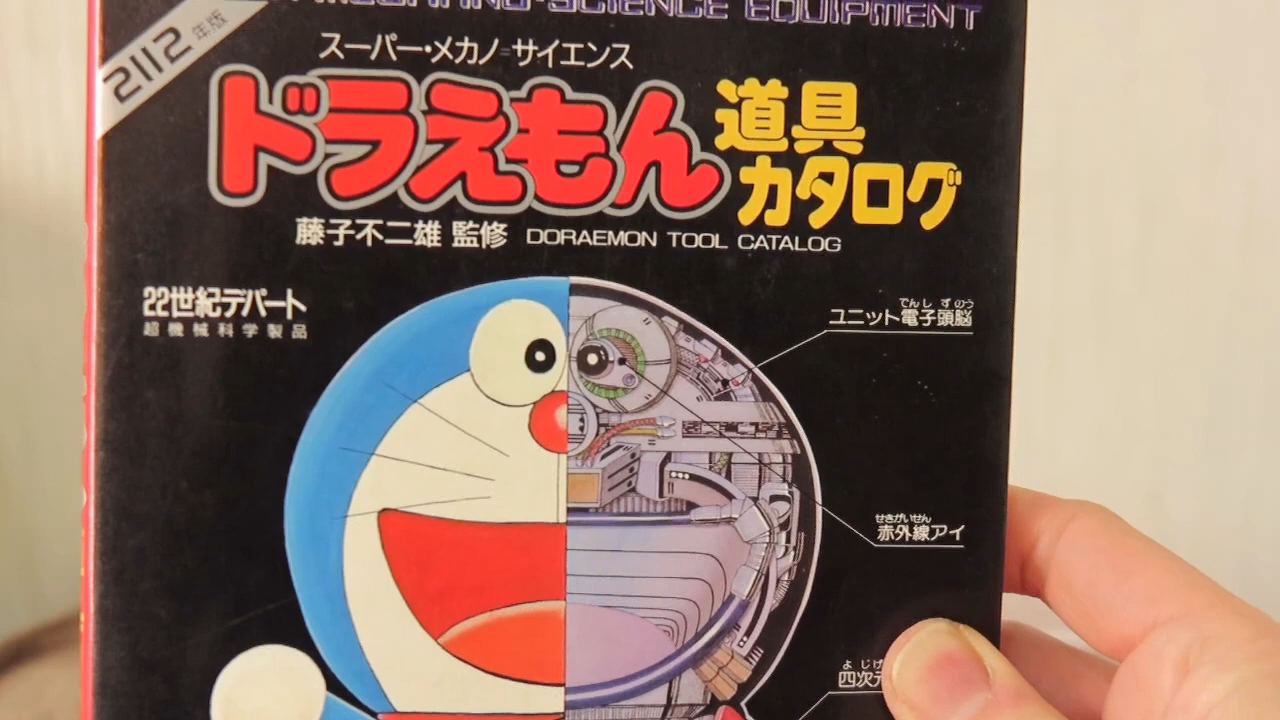 SCIENCE EQUIPMENT
2112年版
スーパー・メカノ=サイエンス
ドラえもん 道具
カタログ
藤子不二雄 監修 DORAEMON TOOL CATALOG
22世紀デパート
超機械科学製品
でんしずのう
ユニット電子頭脳
せきがいせん
赤外線アイ
よじげ
四次元